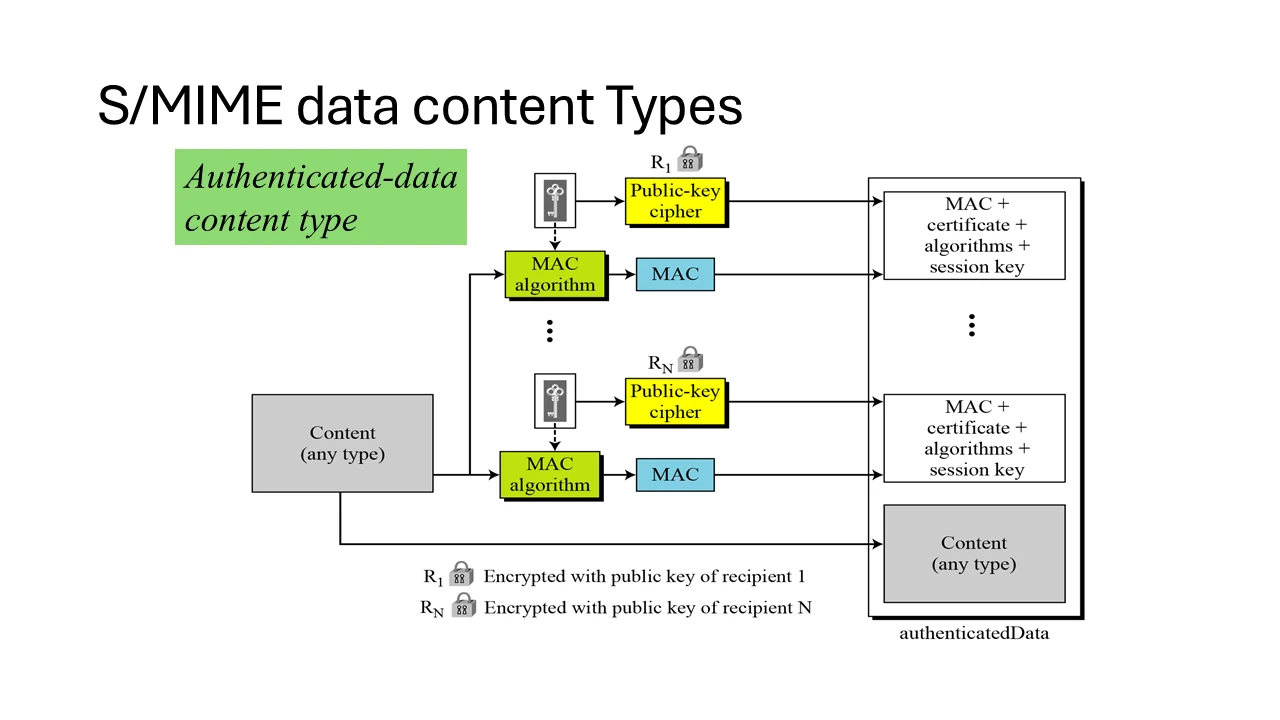 S/MIME data content Types
Authenticated-data
content type
R1
Public-key
cipher
MAC
algorithm
MAC
MAC +
certificate +
algorithms +
session key
RN
Public-key
cipher
Content
(any type)
MAC
algorithm
MAC
MAC +
certificate +
algorithms +
session key
Content
(any type)
R1 Encrypted with public key of recipient 1
RN Encrypted with public key of recipient N
authenticatedData